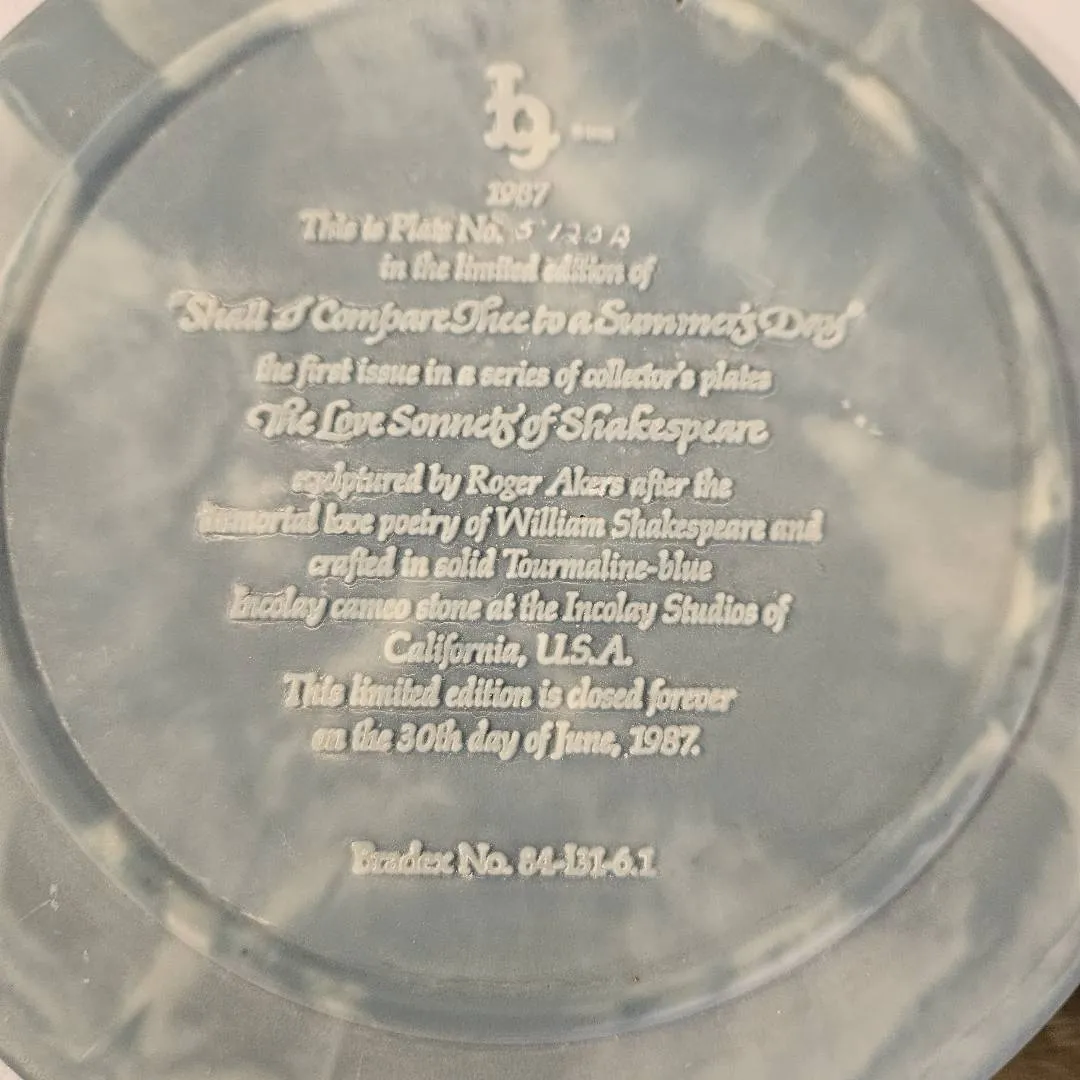 1987
This is Plate No. 5120A
in the limited edition of
"Shall I Compare Thee to a Summer's Day"
the first issue in a series of collector's plates
The Love Sonnets of Shakespeare
sculptured by Roger Akers after the
immortal love poetry of William Shakespeare and
crafted in solid Tourmaline-blue
Incolay cameo stone at the Incolay Studios of
California, U.S.A.
This limited edition is closed forever
on the 30th day of June, 1987.
Bradex No. 84-131-6.1